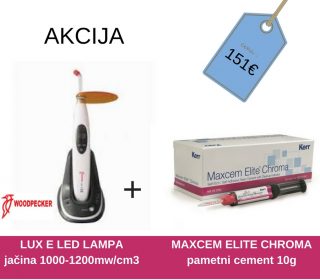 AKCIJA
151€
WOODPECKER
+
Kerr
Maxcem Elite Chroma
Kerr
LUX E LED LAMPA
jačina 1000-1200mw/cm3
MAXCEM ELITE CHROMA
pametni cement 10g